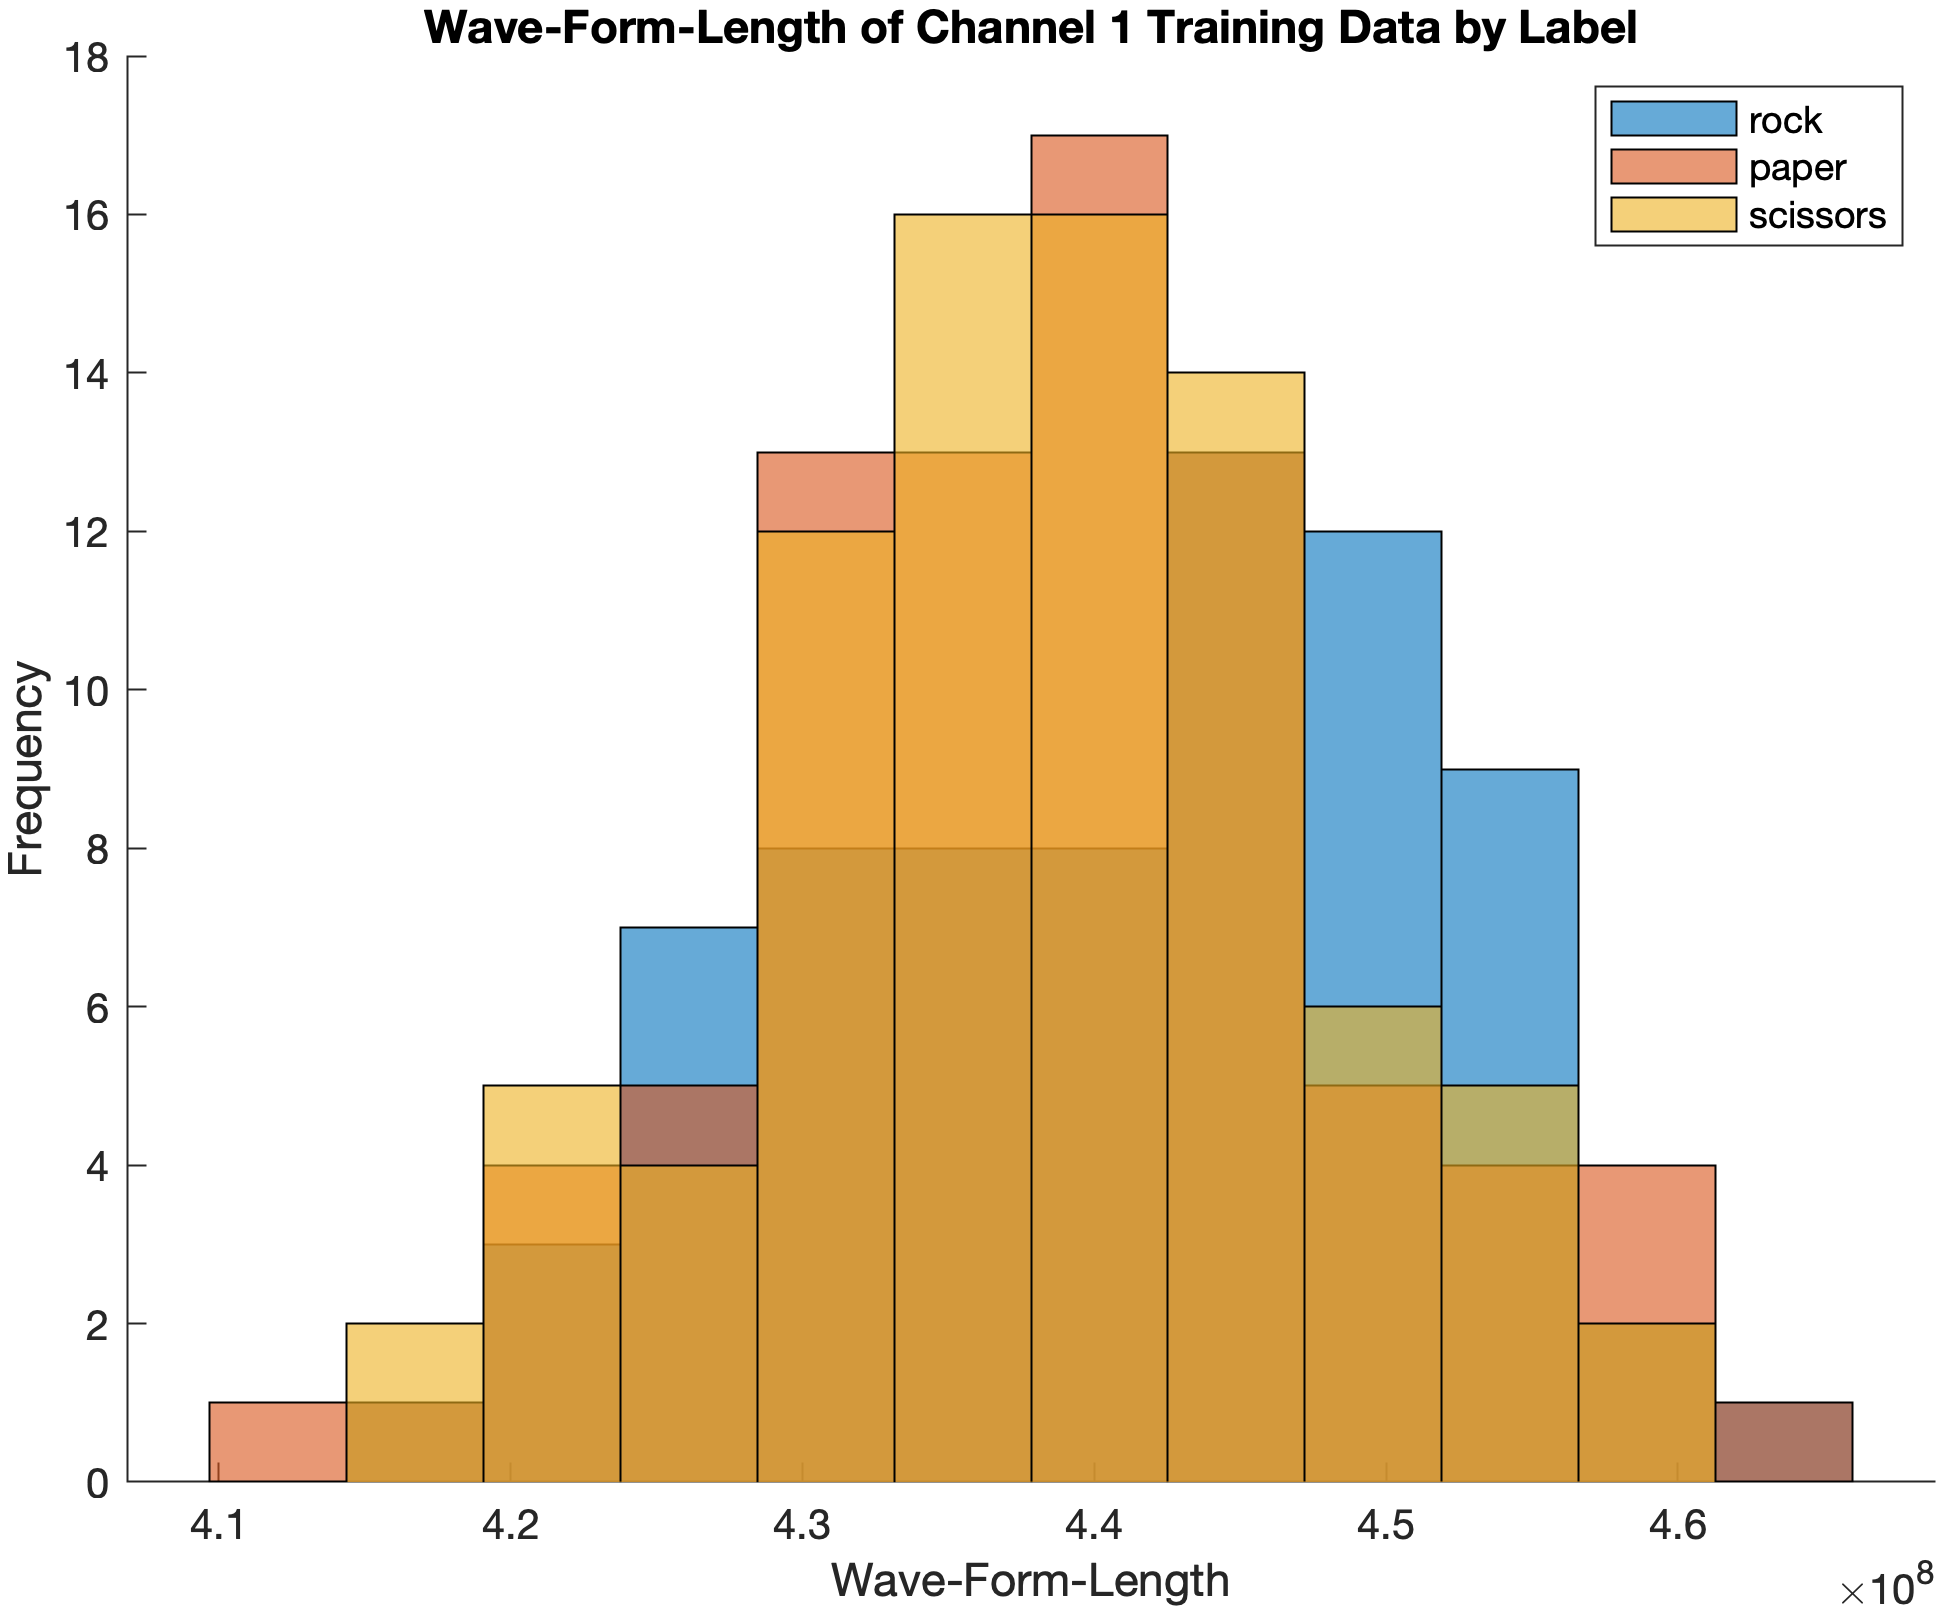 Wave-Form-Length of Channel 1 Training Data by Label
rock
paper
scissors
18
16
14
12
10
8
6
4
2
0
Frequency
4.1 4.2 4.3 4.4 4.5 4.6
Wave-Form-Length
×10⁸